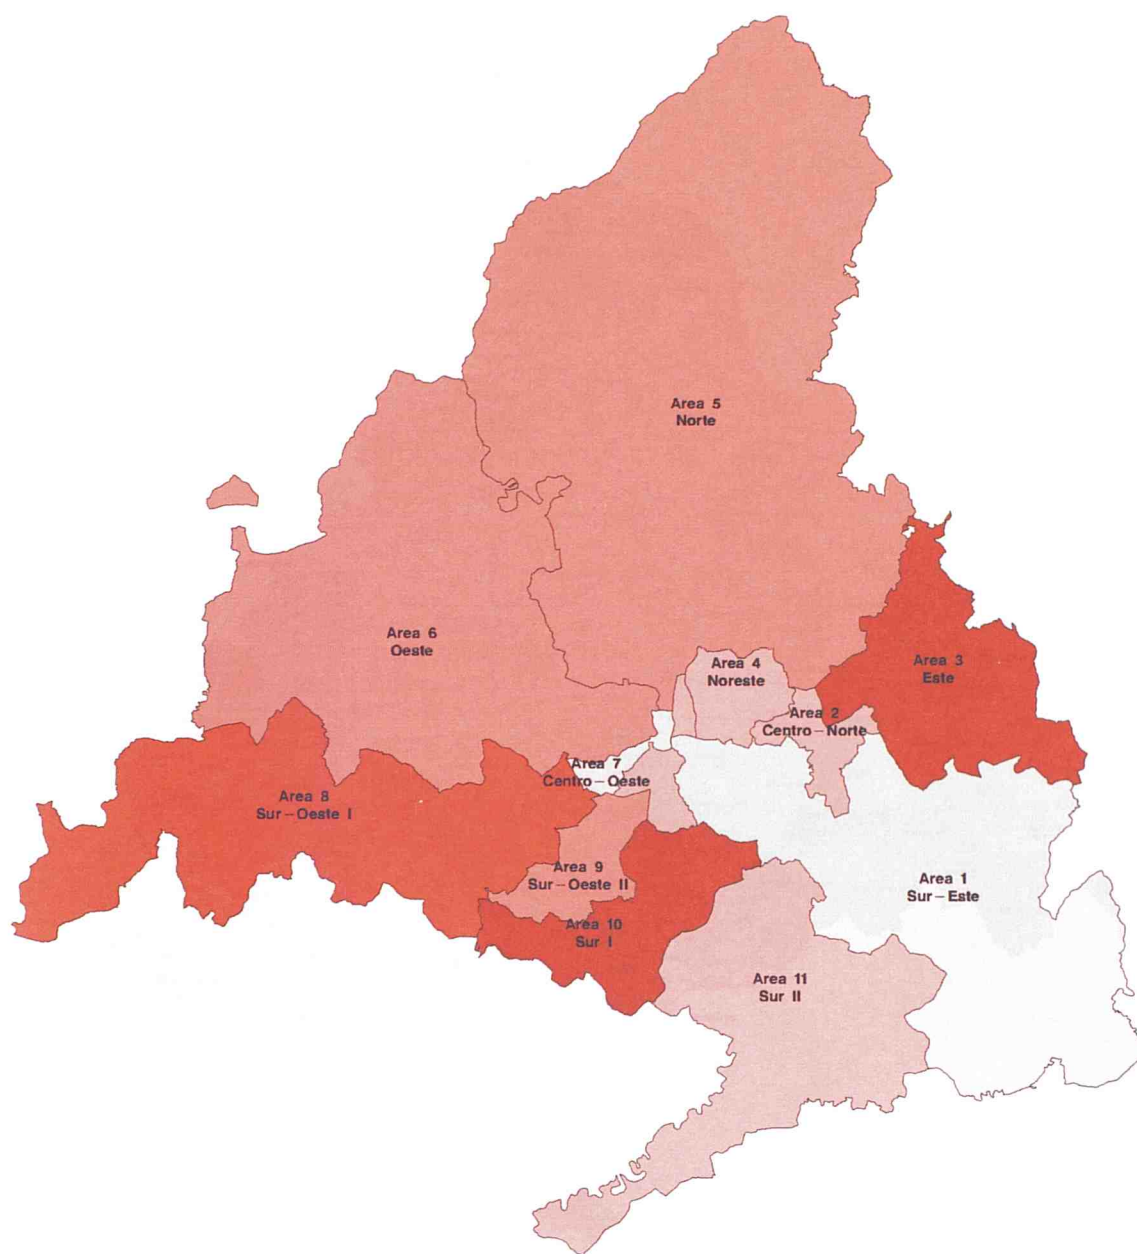 Area 5
Norte
Area 6
Oeste
Area 4
Noreste
Area 3
Este
Area 2
Centro-Norte
Area 7
Centro-Oeste
Area 8
Sur-Oeste I
Area 9
Sur-Oeste II
Area 1
Sur-Este
Area 10
Sur I
Area 11
Sur II